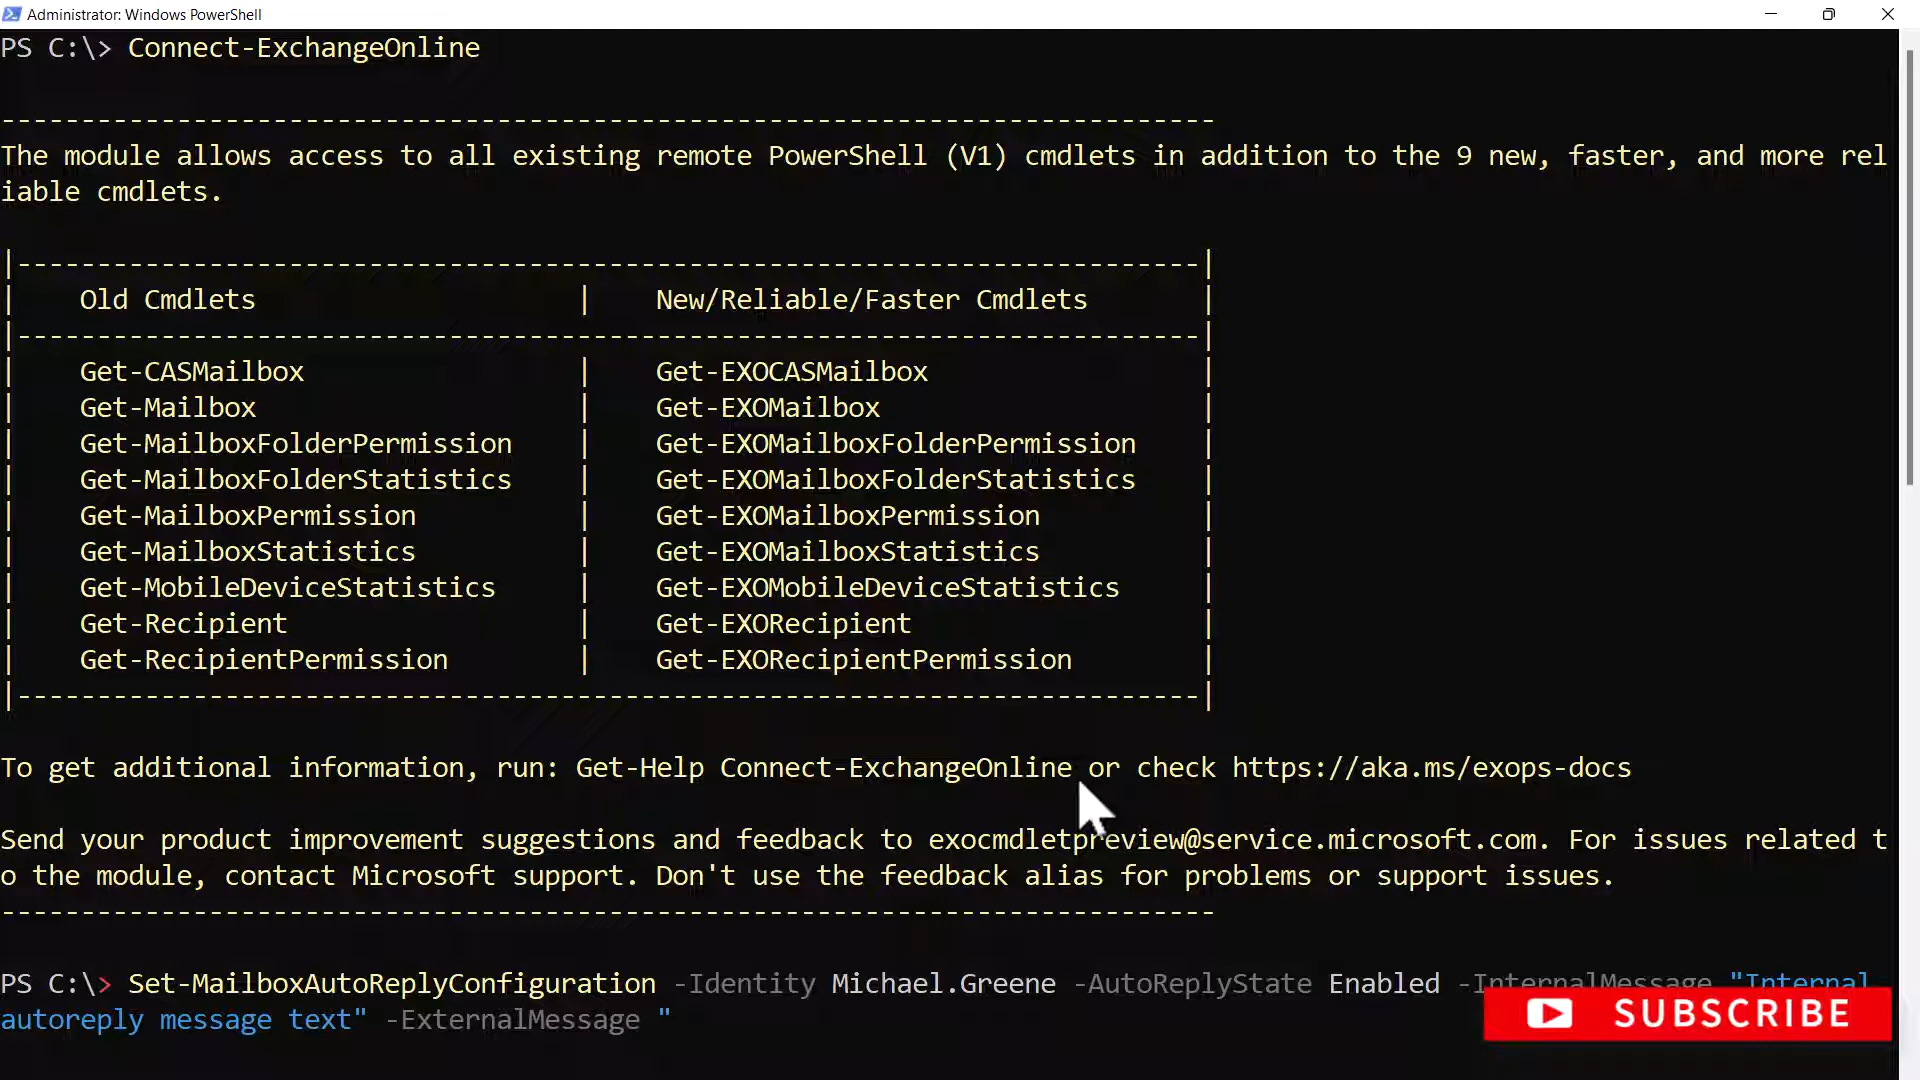 Administrator: Windows PowerShell
PS C:\> Connect-ExchangeOnline
----------------------------------------------------------------------------
The module allows access to all existing remote PowerShell (V1) cmdlets in addition to the 9 new, faster, and more rel
iable cmdlets.
|--------------------------------------------------------------------------|
|    Old Cmdlets                    |    New/Reliable/Faster Cmdlets       |
|--------------------------------------------------------------------------|
|    Get-CASMailbox                 |    Get-EXOCASMailbox                 |
|    Get-Mailbox                    |    Get-EXOMailbox                    |
|    Get-MailboxFolderPermission    |    Get-EXOMailboxFolderPermission    |
|    Get-MailboxFolderStatistics    |    Get-EXOMailboxFolderStatistics    |
|    Get-MailboxPermission          |    Get-EXOMailboxPermission          |
|    Get-MailboxStatistics          |    Get-EXOMailboxStatistics          |
|    Get-MobileDeviceStatistics     |    Get-EXOMobileDeviceStatistics     |
|    Get-Recipient                  |    Get-EXORecipient                  |
|    Get-RecipientPermission        |    Get-EXORecipientPermission        |
|--------------------------------------------------------------------------|
To get additional information, run: Get-Help Connect-ExchangeOnline or check https://aka.ms/exops-docs
Send your product improvement suggestions and feedback to exocmdletpreview@service.microsoft.com. For issues related t
o the module, contact Microsoft support. Don't use the feedback alias for problems or support issues.
----------------------------------------------------------------------------
PS C:\> Set-MailboxAutoReplyConfiguration -Identity Michael.Greene -AutoReplyState Enabled -InternalMessage "Internal
autoreply message text" -ExternalMessage "
SUBSCRIBE